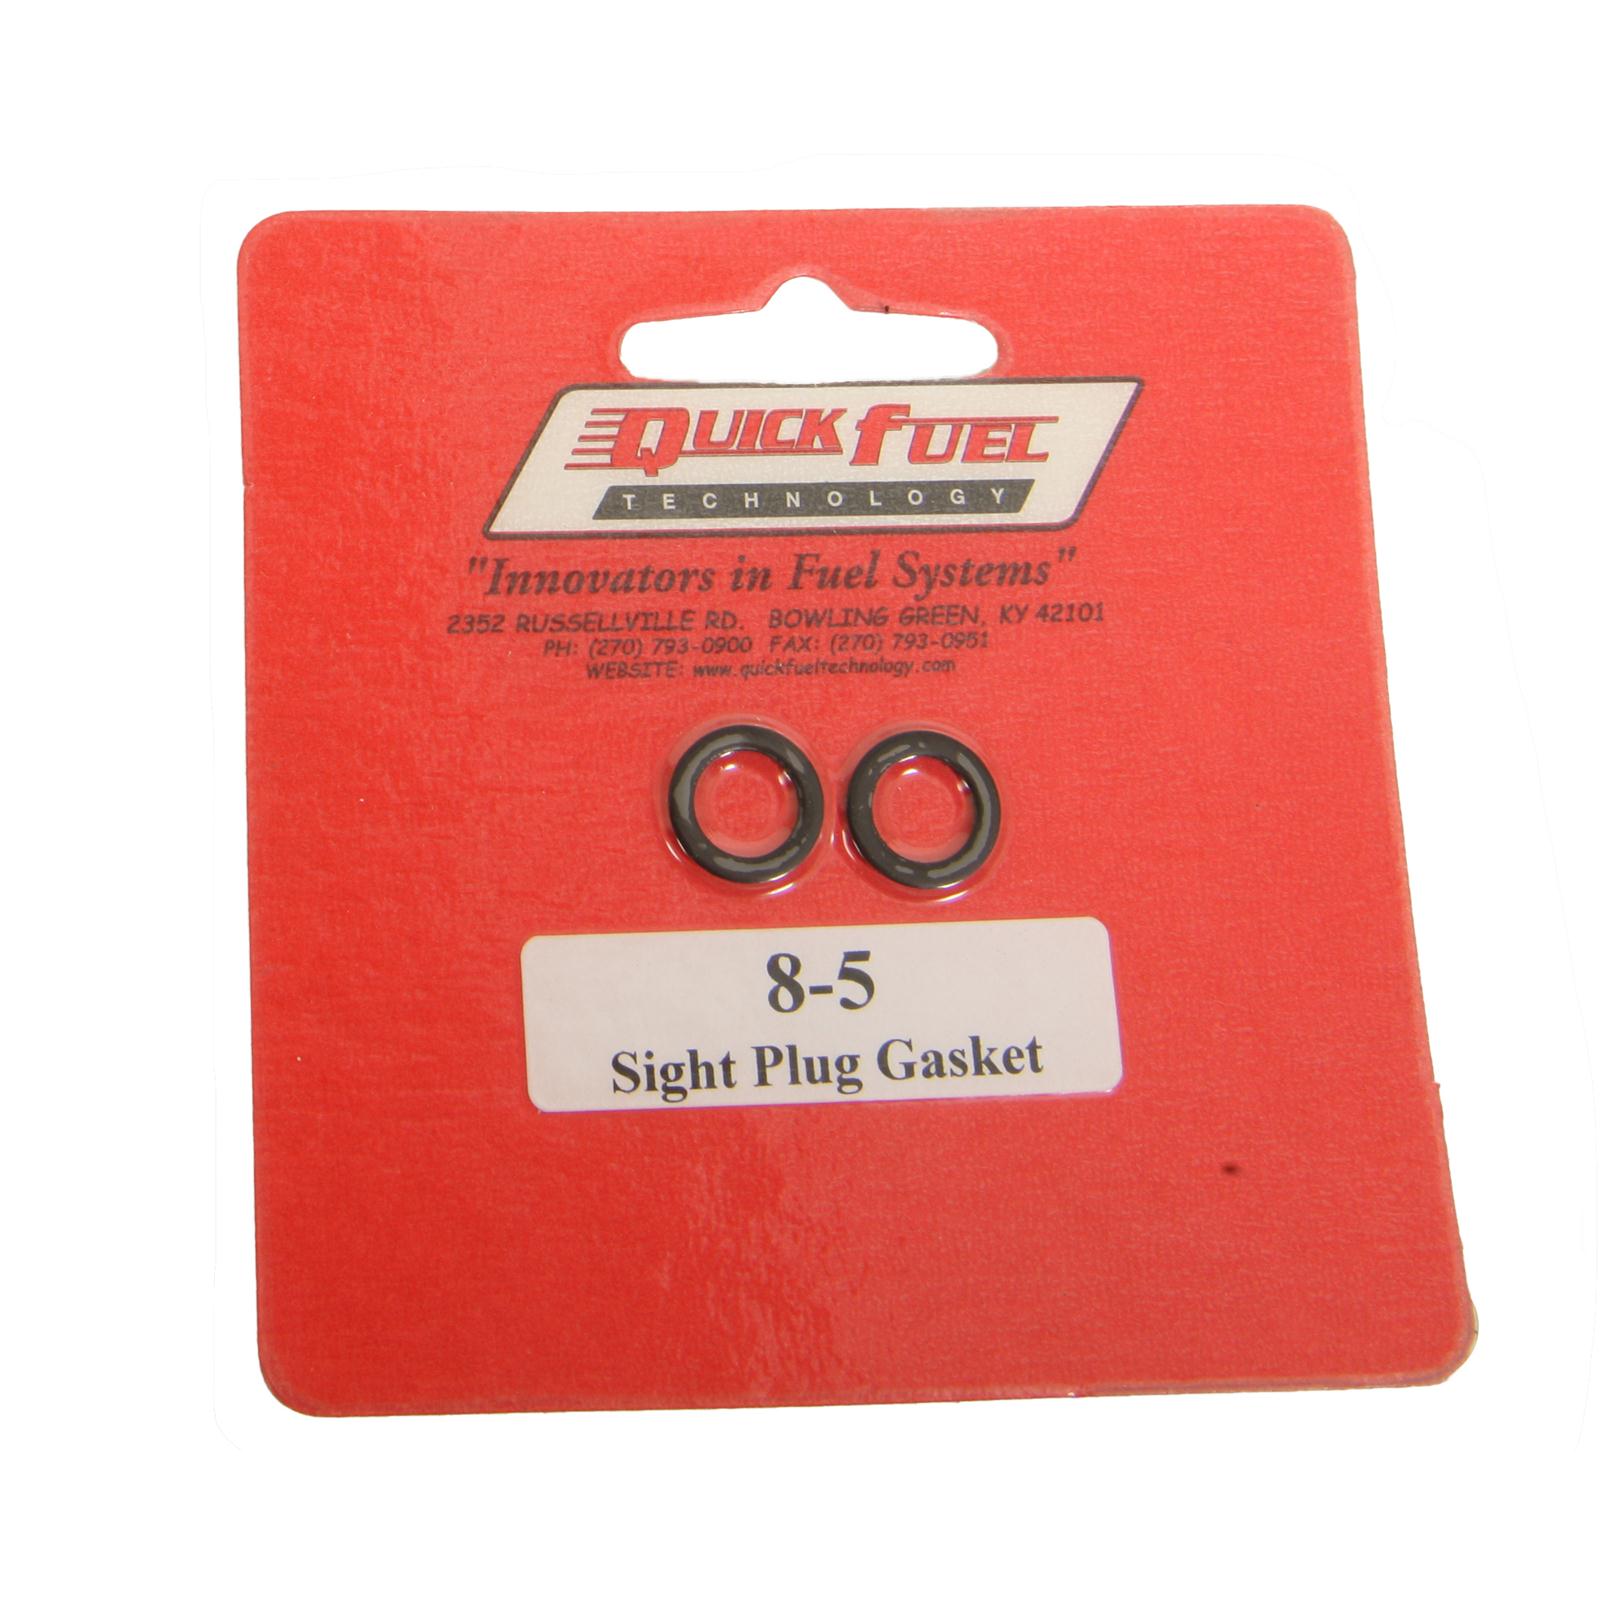 QUICK FUEL
TECHNOLOGY
"Innovators in Fuel Systems"
2352 RUSSELLVILLE RD. BOWLING GREEN, KY 42101
PH: (270) 793-0900 FAX: (270) 793-0951
WEBSITE: www.quickfueltechnology.com
8-5
Sight Plug Gasket